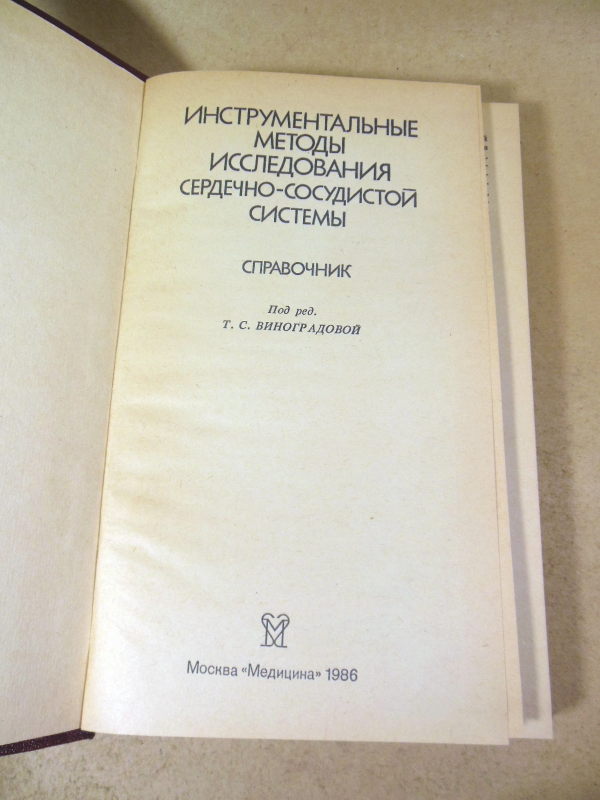 ИНСТРУМЕНТАЛЬНЫЕ
МЕТОДЫ
ИССЛЕДОВАНИЯ
СЕРДЕЧНО-СОСУДИСТОЙ
СИСТЕМЫ
СПРАВОЧНИК
Под ред.
Т. С. ВИНОГРАДОВОЙ
Москва «Медицина» 1986